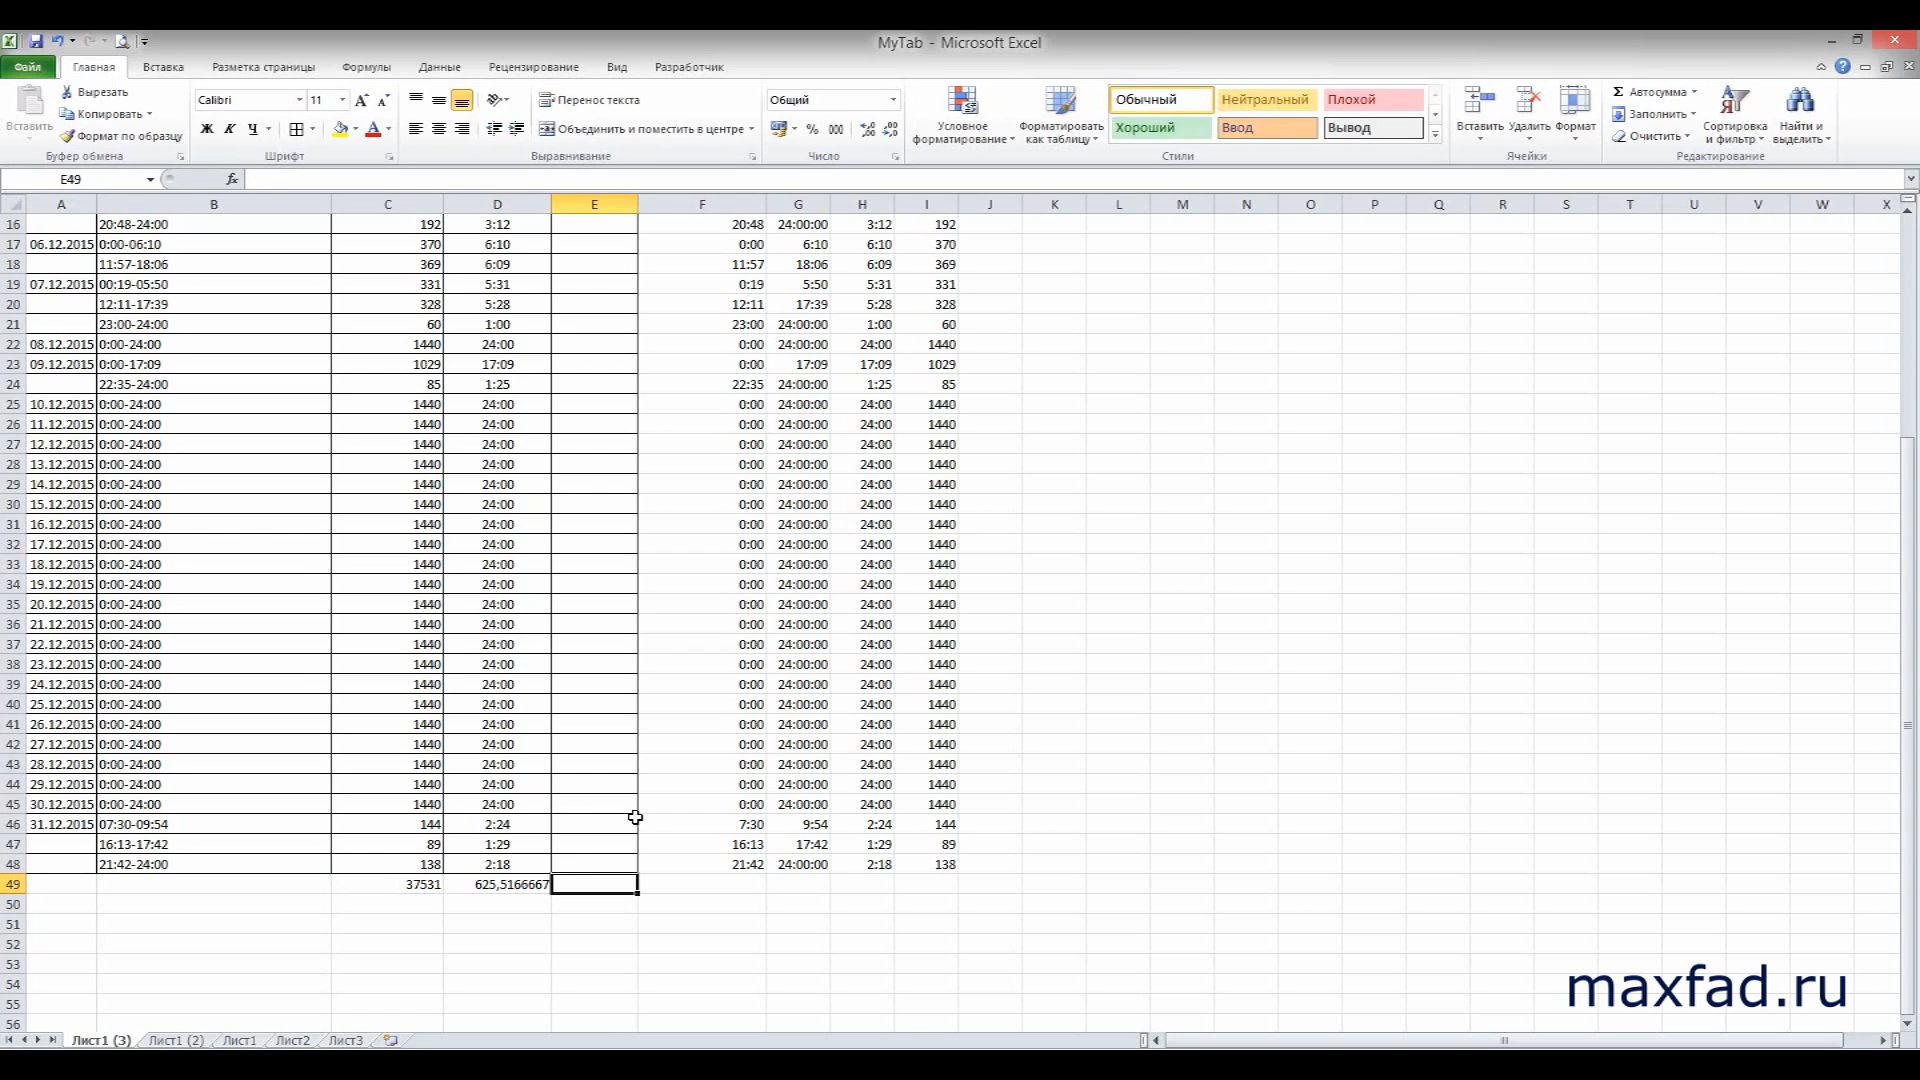 MyTab - Microsoft Excel
Файл Главная Вставка Разметка страницы Формулы Данные Рецензирование Вид Разработчик
Вставить Вырезать Копировать Формат по образцу
Calibri 11
Ж К Ч
Перенос текста
Объединить и поместить в центре
Общий
% 000
Условное форматирование Форматировать как таблицу
Обычный Нейтральный Плохой
Хороший Ввод Вывод
Вставить Удалить Формат
Σ Автосумма Заполнить Очистить
Сортировка и фильтр Найти и выделить
Буфер обмена Шрифт Выравнивание Число Стили Ячейки Редактирование
E49 fx
A B C D E F G H I J K L M N O P Q R S T U V W X
16 20:48-24:00 192 3:12 20:48 24:00:00 3:12 192
17 06.12.2015 0:00-06:10 370 6:10 0:00 6:10 6:10 370
18 11:57-18:06 369 6:09 11:57 18:06 6:09 369
19 07.12.2015 00:19-05:50 331 5:31 0:19 5:50 5:31 331
20 12:11-17:39 328 5:28 12:11 17:39 5:28 328
21 23:00-24:00 60 1:00 23:00 24:00:00 1:00 60
22 08.12.2015 0:00-24:00 1440 24:00 0:00 24:00:00 24:00 1440
23 09.12.2015 0:00-17:09 1029 17:09 0:00 17:09 17:09 1029
24 22:35-24:00 85 1:25 22:35 24:00:00 1:25 85
25 10.12.2015 0:00-24:00 1440 24:00 0:00 24:00:00 24:00 1440
26 11.12.2015 0:00-24:00 1440 24:00 0:00 24:00:00 24:00 1440
27 12.12.2015 0:00-24:00 1440 24:00 0:00 24:00:00 24:00 1440
28 13.12.2015 0:00-24:00 1440 24:00 0:00 24:00:00 24:00 1440
29 14.12.2015 0:00-24:00 1440 24:00 0:00 24:00:00 24:00 1440
30 15.12.2015 0:00-24:00 1440 24:00 0:00 24:00:00 24:00 1440
31 16.12.2015 0:00-24:00 1440 24:00 0:00 24:00:00 24:00 1440
32 17.12.2015 0:00-24:00 1440 24:00 0:00 24:00:00 24:00 1440
33 18.12.2015 0:00-24:00 1440 24:00 0:00 24:00:00 24:00 1440
34 19.12.2015 0:00-24:00 1440 24:00 0:00 24:00:00 24:00 1440
35 20.12.2015 0:00-24:00 1440 24:00 0:00 24:00:00 24:00 1440
36 21.12.2015 0:00-24:00 1440 24:00 0:00 24:00:00 24:00 1440
37 22.12.2015 0:00-24:00 1440 24:00 0:00 24:00:00 24:00 1440
38 23.12.2015 0:00-24:00 1440 24:00 0:00 24:00:00 24:00 1440
39 24.12.2015 0:00-24:00 1440 24:00 0:00 24:00:00 24:00 1440
40 25.12.2015 0:00-24:00 1440 24:00 0:00 24:00:00 24:00 1440
41 26.12.2015 0:00-24:00 1440 24:00 0:00 24:00:00 24:00 1440
42 27.12.2015 0:00-24:00 1440 24:00 0:00 24:00:00 24:00 1440
43 28.12.2015 0:00-24:00 1440 24:00 0:00 24:00:00 24:00 1440
44 29.12.2015 0:00-24:00 1440 24:00 0:00 24:00:00 24:00 1440
45 30.12.2015 0:00-24:00 1440 24:00 0:00 24:00:00 24:00 1440
46 31.12.2015 07:30-09:54 144 2:24 7:30 9:54 2:24 144
47 16:13-17:42 89 1:29 16:13 17:42 1:29 89
48 21:42-24:00 138 2:18 21:42 24:00:00 2:18 138
49 37531 625,5166667
50
51
52
53
54
55
56
maxfad.ru
Лист1 (3) Лист1 (2) Лист1 Лист2 Лист3